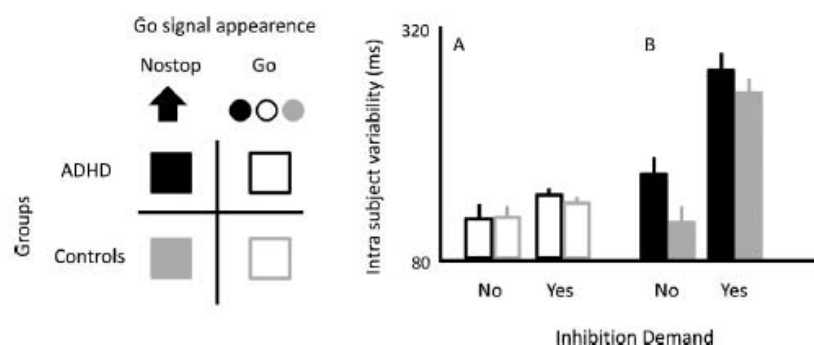 Go signal appearence
Nostop Go
ADHD
Controls
Groups
Intra subject variability (ms)
320
80
A B
No Yes No Yes
Inhibition Demand